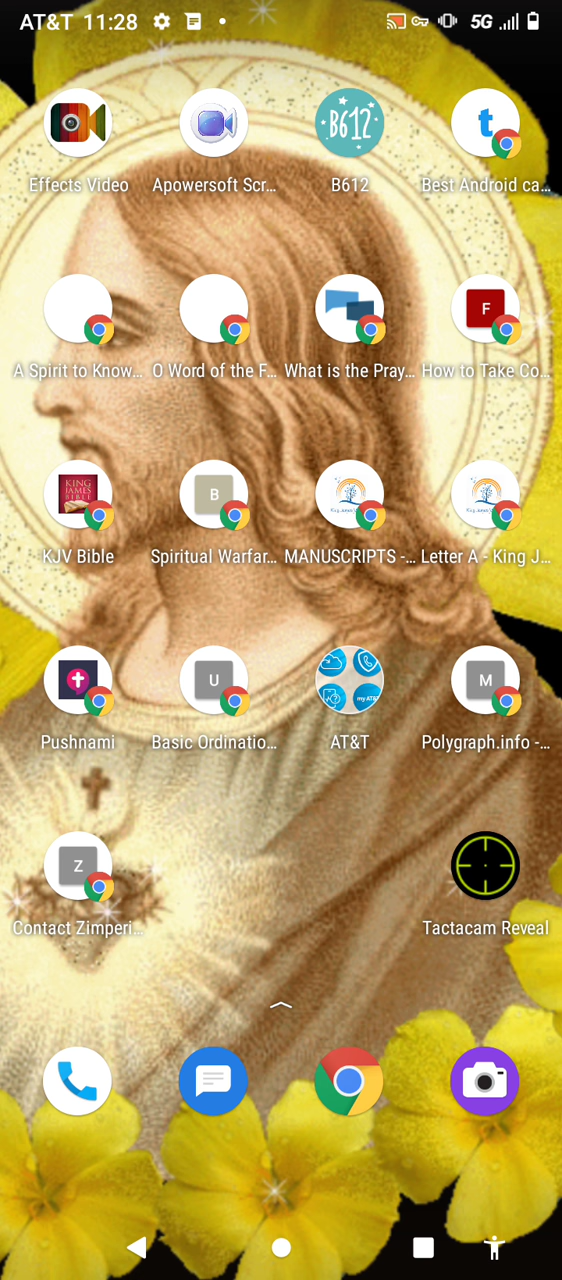 AT&T 11:28 5G
B612
t
Effects Video Apowersoft Scr... B612 Best Android ca...
F
A Spirit to Know... O Word of the F... What is the Pray... How to Take Co...
KING JAMES BIBLE B
KJV Bible Spiritual Warfar... MANUSCRIPTS -... Letter A - King J...
U my AT&T M
Pushnami Basic Ordinatio... AT&T Polygraph.info -...
Z
Contact Zimperi... Tactacam Reveal